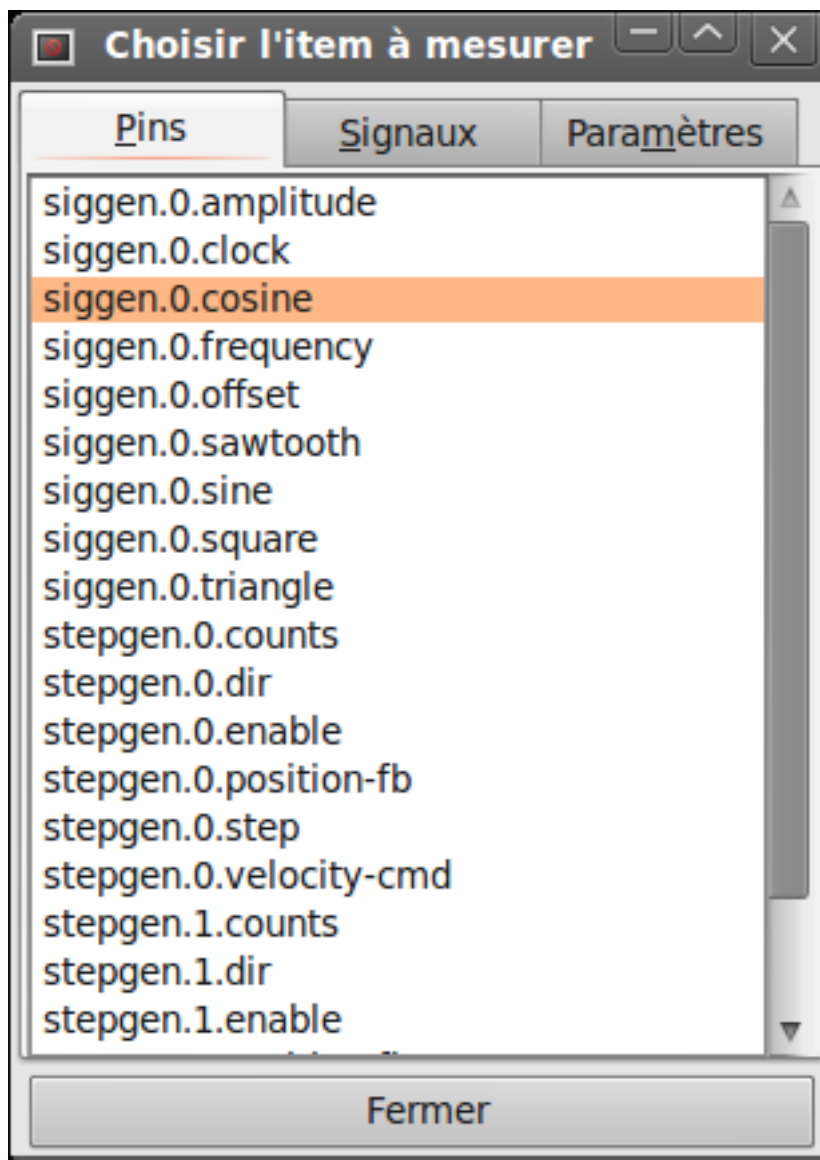 Choisir l'item à mesurer
Pins Signaux Paramètres
siggen.0.amplitude
siggen.0.clock
siggen.0.cosine
siggen.0.frequency
siggen.0.offset
siggen.0.sawtooth
siggen.0.sine
siggen.0.square
siggen.0.triangle
stepgen.0.counts
stepgen.0.dir
stepgen.0.enable
stepgen.0.position-fb
stepgen.0.step
stepgen.0.velocity-cmd
stepgen.1.counts
stepgen.1.dir
stepgen.1.enable
Fermer